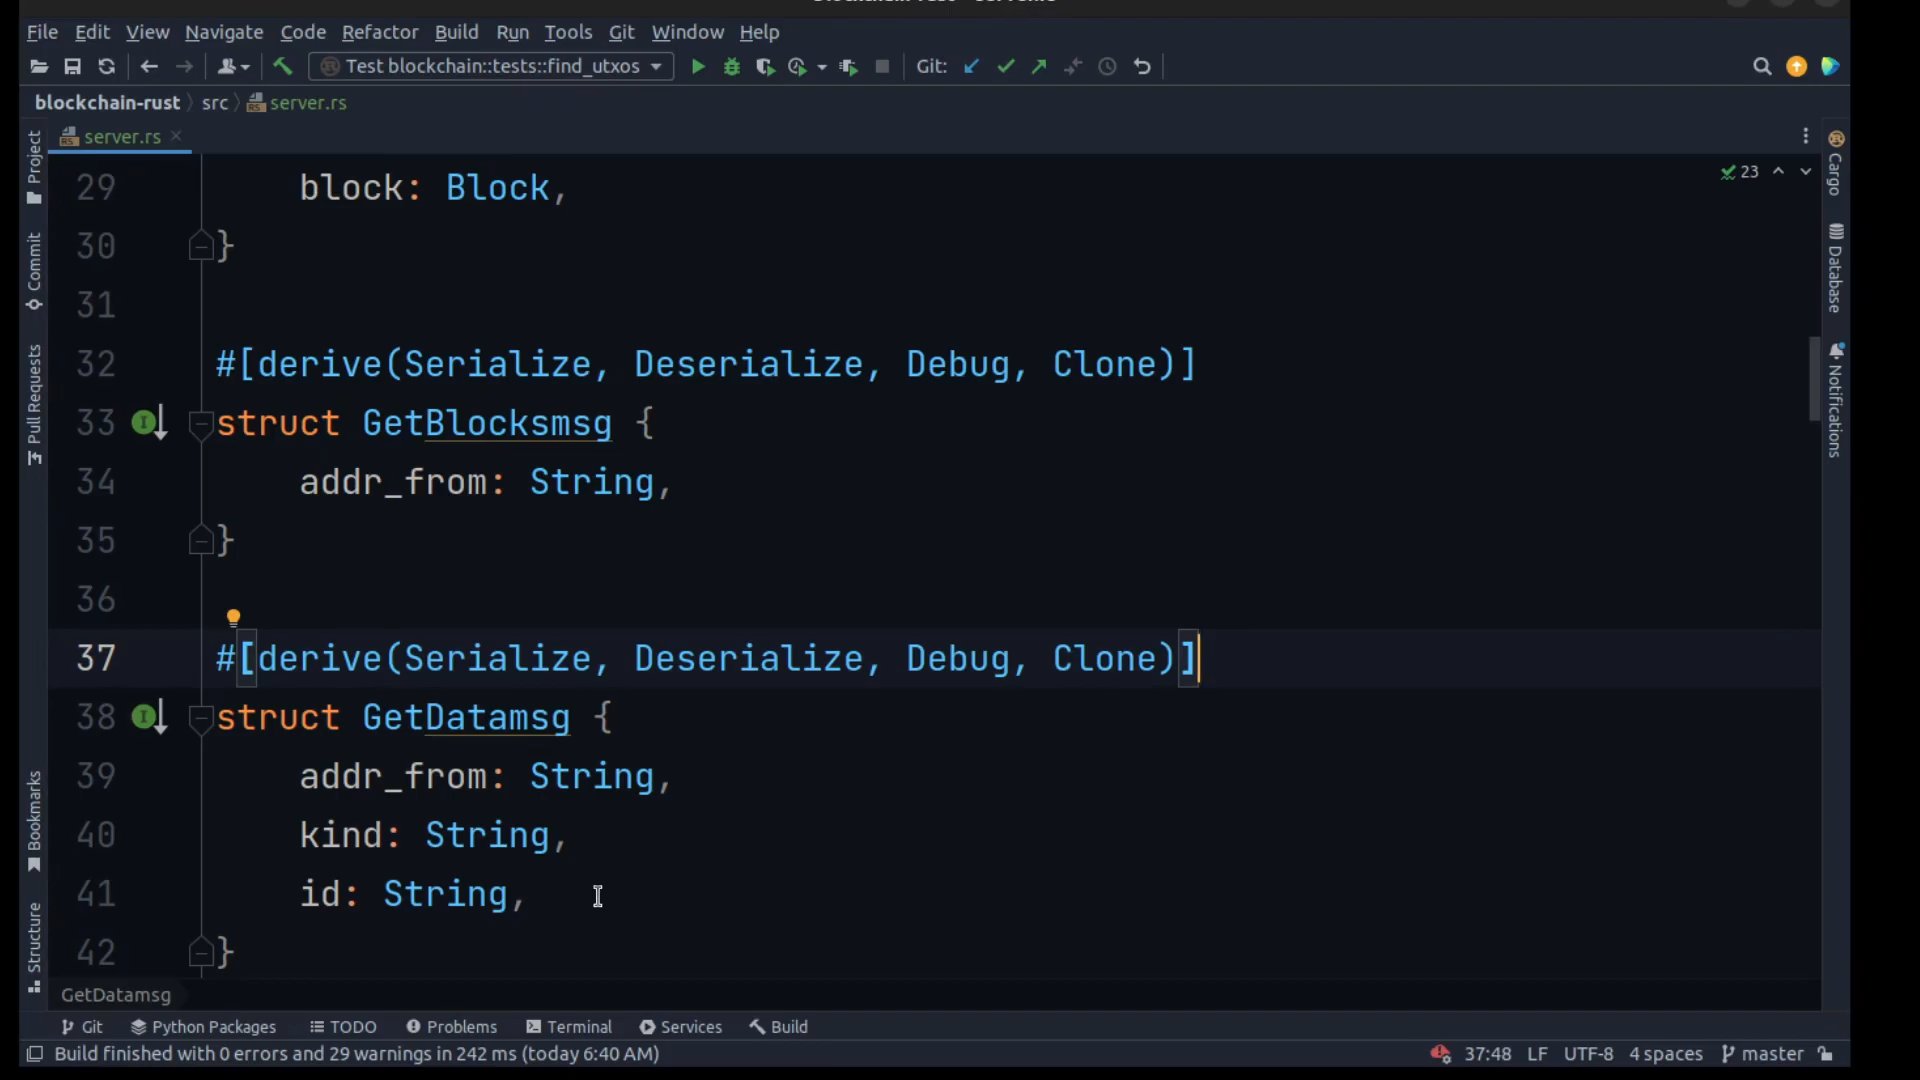 File Edit View Navigate Code Refactor Build Run Tools Git Window Help
Test blockchain::tests::find_utxos Git:
blockchain-rust src server.rs
server.rs
23
29 block: Block,
30 }
31
32 #[derive(Serialize, Deserialize, Debug, Clone)]
33 struct GetBlocksmsg {
34 addr_from: String,
35 }
36
37 #[derive(Serialize, Deserialize, Debug, Clone)]
38 struct GetDatamsg {
39 addr_from: String,
40 kind: String,
41 id: String,
42 }
GetDatamsg
Project
Commit
Pull Requests
Bookmarks
Structure
Cargo
Database
Notifications
Git Python Packages TODO Problems Terminal Services Build
Build finished with 0 errors and 29 warnings in 242 ms (today 6:40 AM) 37:48 LF UTF-8 4 spaces master